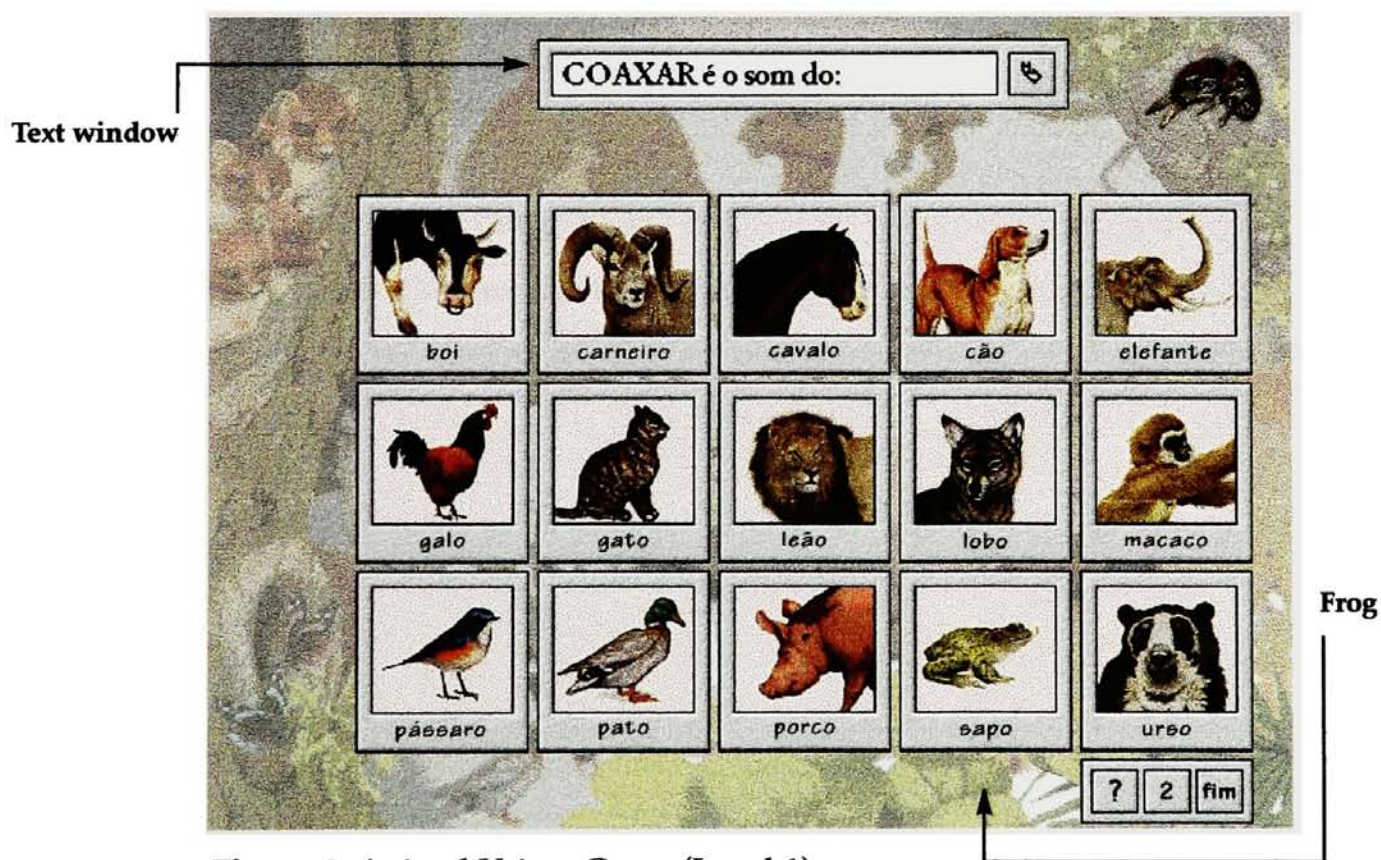 COAXAR é o som do:
Text window
boi carneiro cavalo cão elefante
galo gato leão lobo macaco
Frog
pássaro pato porco sapo urso
? 2 fim